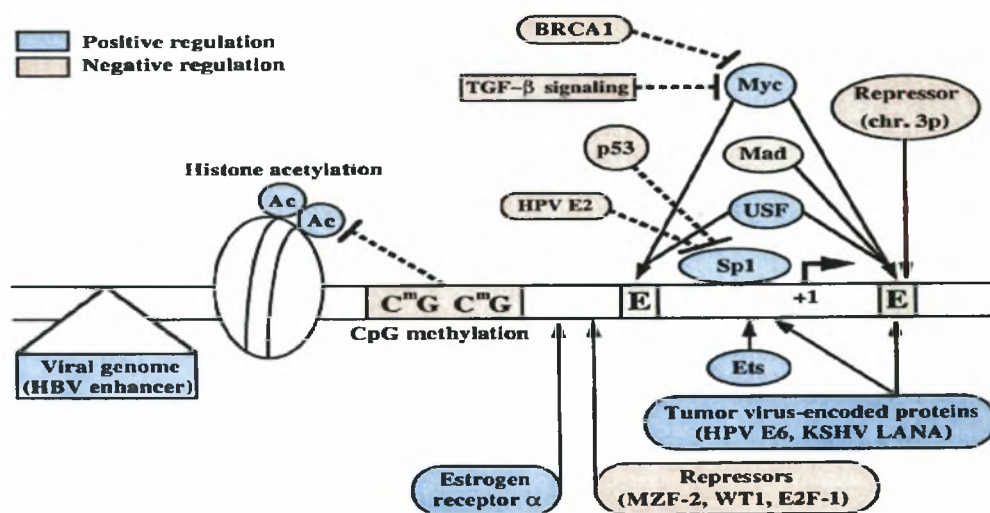 Positive regulation
Negative regulation
BRCA1
TGF-β signaling
Myc
Repressor
(chr. 3p)
p53
Mad
Histone acetylation
Ac
Ac
HPV E2
USF
Sp1
CᵐG CᵐG
E
+1
E
CpG methylation
Viral genome
(HBV enhancer)
Ets
Tumor virus-encoded proteins
(HPV E6, KSHV LANA)
Estrogen
receptor α
Repressors
(MZF-2, WT1, E2F-1)